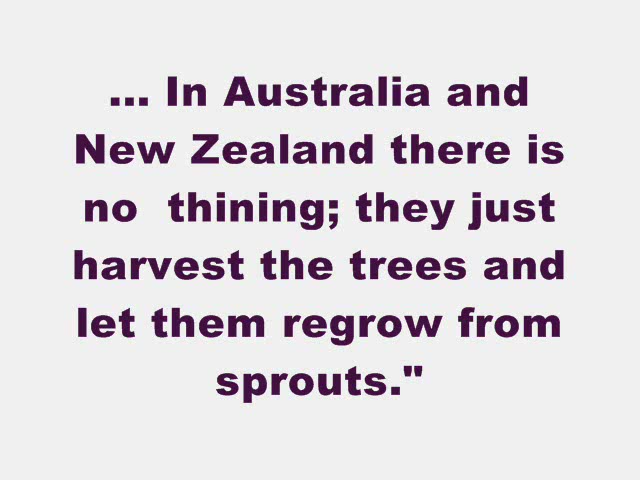 ... In Australia and
New Zealand there is
no  thining; they just
harvest the trees and
let them regrow from
sprouts."